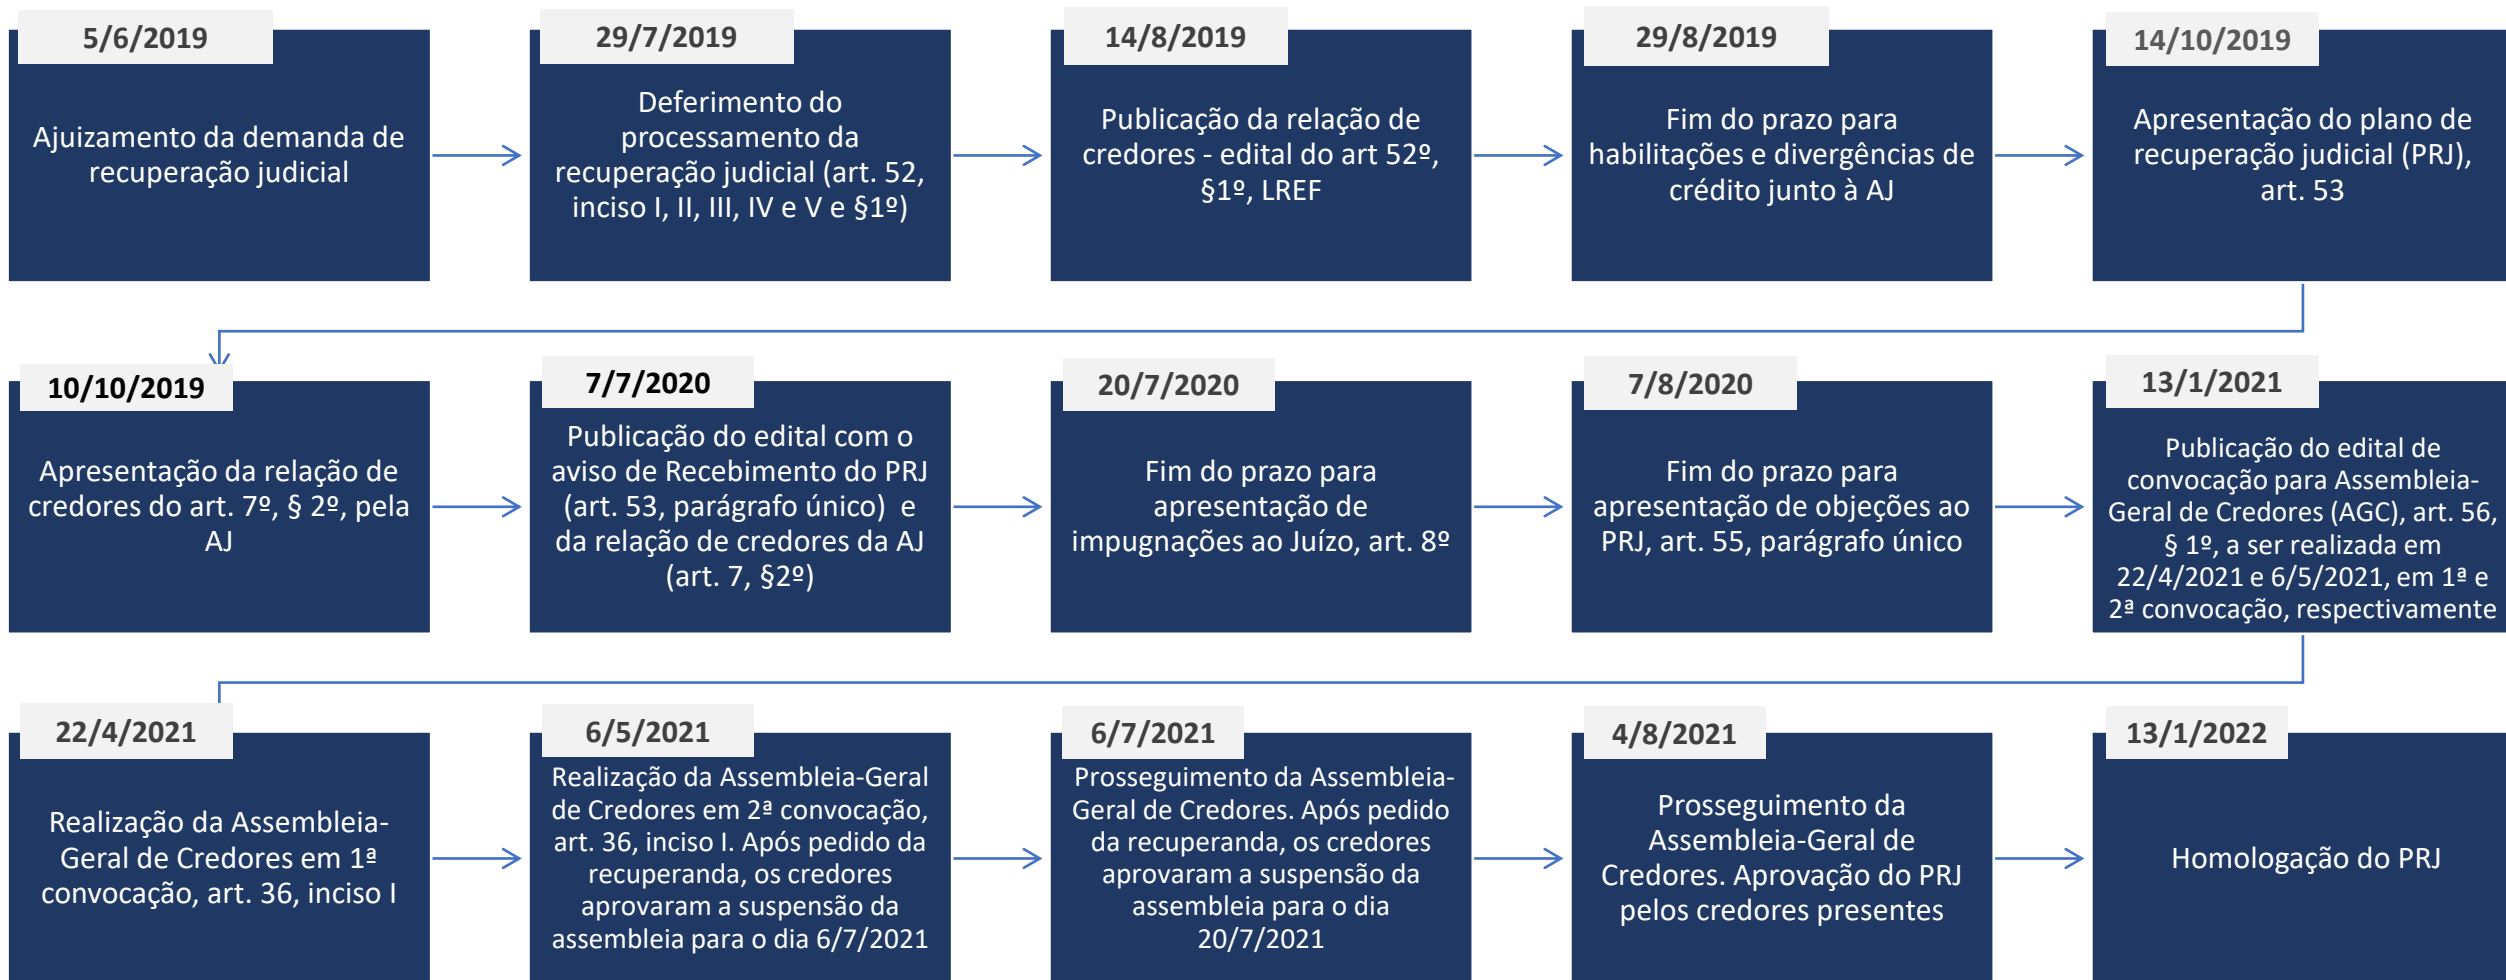 5/6/2019
Ajuizamento da demanda de
recuperação judicial
29/7/2019
Deferimento do
processamento da
recuperação judicial (art. 52,
inciso I, II, III, IV e V e §1º)
14/8/2019
Publicação da relação de
credores - edital do art 52º,
§1º, LREF
29/8/2019
Fim do prazo para
habilitações e divergências de
crédito junto à AJ
14/10/2019
Apresentação do plano de
recuperação judicial (PRJ),
art. 53
10/10/2019
Apresentação da relação de
credores do art. 7º, § 2º, pela
AJ
7/7/2020
Publicação do edital com o
aviso de Recebimento do PRJ
(art. 53, parágrafo único) e
da relação de credores da AJ
(art. 7, §2º)
20/7/2020
Fim do prazo para
apresentação de
impugnações ao Juízo, art. 8º
7/8/2020
Fim do prazo para
apresentação de objeções ao
PRJ, art. 55, parágrafo único
13/1/2021
Publicação do edital de
convocação para Assembleia-
Geral de Credores (AGC), art. 56,
§ 1º, a ser realizada em
22/4/2021 e 6/5/2021, em 1ª e
2ª convocação, respectivamente
22/4/2021
Realização da Assembleia-
Geral de Credores em 1ª
convocação, art. 36, inciso I
6/5/2021
Realização da Assembleia-Geral
de Credores em 2ª convocação,
art. 36, inciso I. Após pedido da
recuperanda, os credores
aprovaram a suspensão da
assembleia para o dia 6/7/2021
6/7/2021
Prosseguimento da Assembleia-
Geral de Credores. Após pedido
da recuperanda, os credores
aprovaram a suspensão da
assembleia para o dia
20/7/2021
4/8/2021
Prosseguimento da
Assembleia-Geral de
Credores. Aprovação do PRJ
pelos credores presentes
13/1/2022
Homologação do PRJ